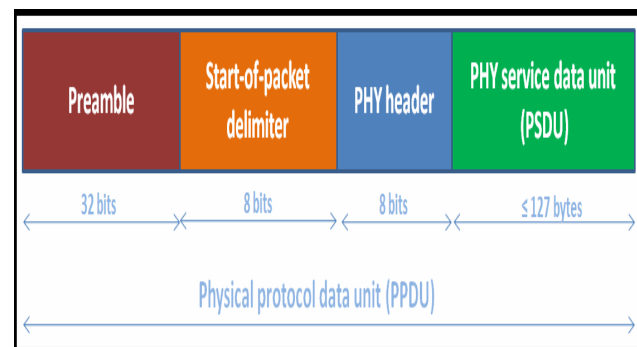 Preamble
Start-of-packet
delimiter
PHY header
PHY service data unit
(PSDU)
32 bits
8 bits
8 bits
≤127 bytes
Physical protocol data unit (PPDU)